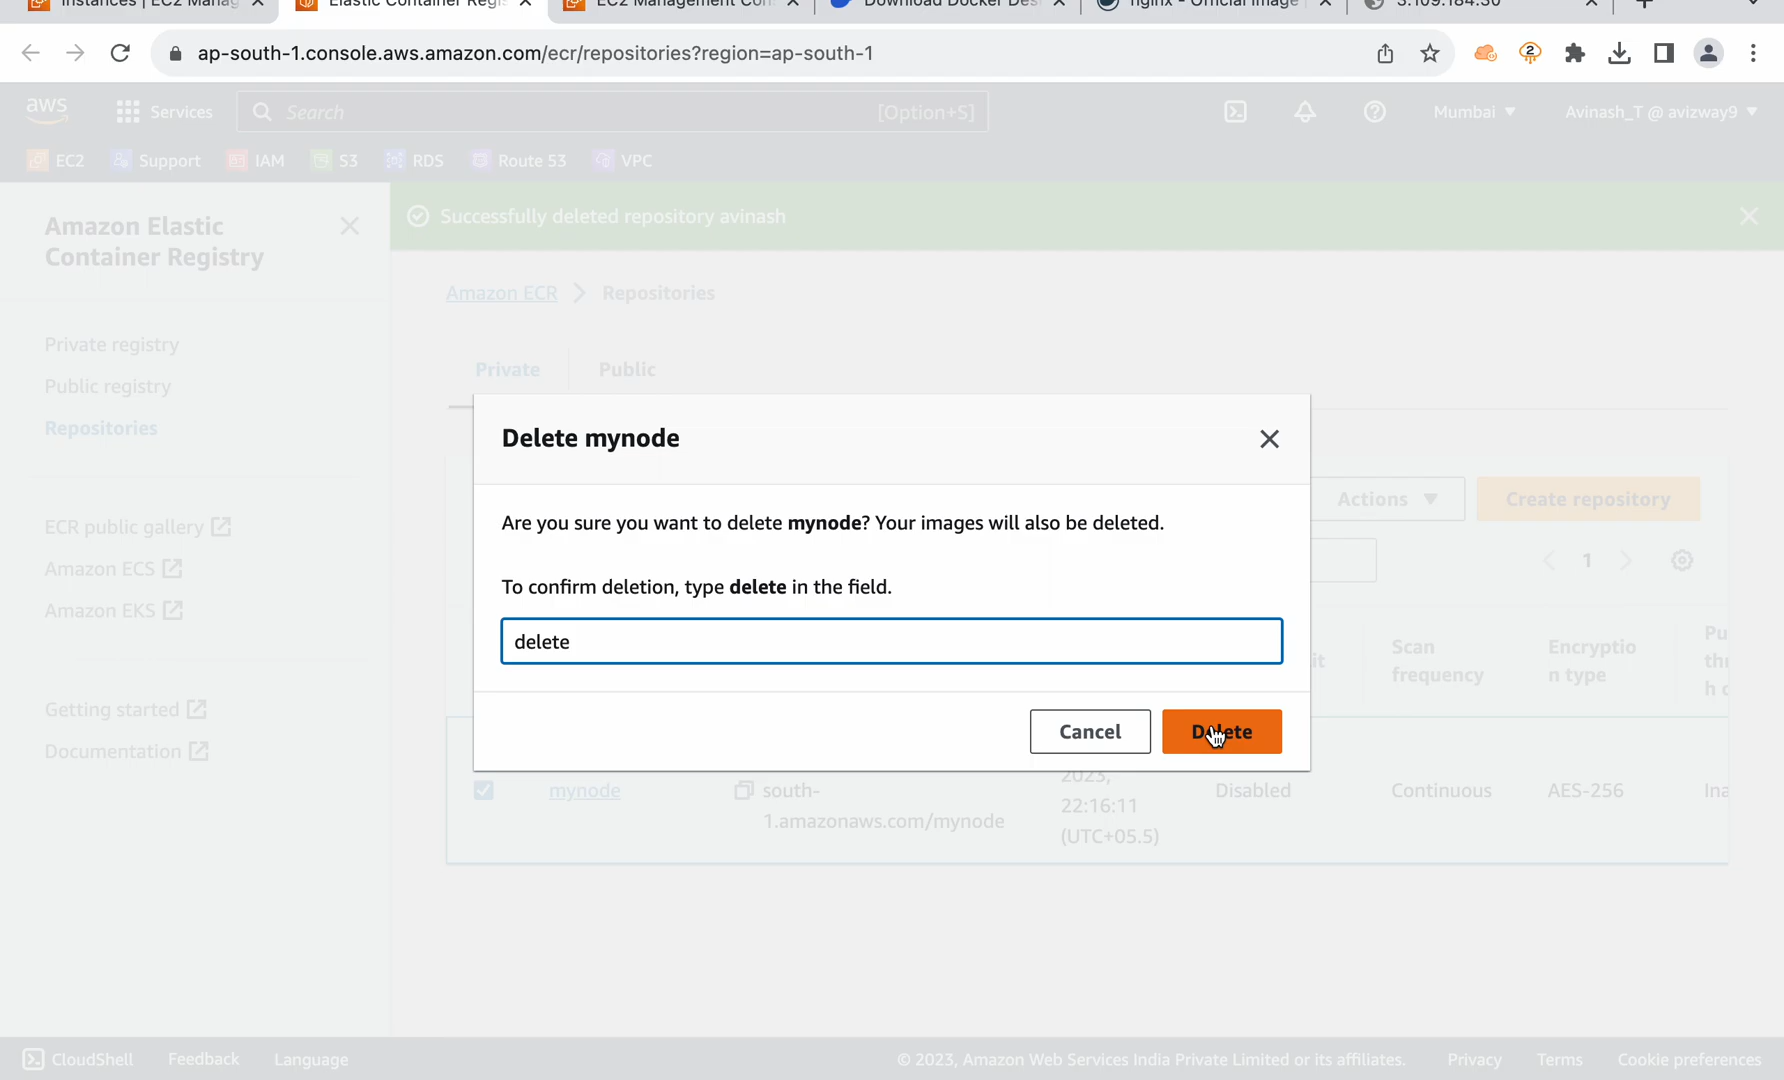 Instances | EC2 Manag
Elastic Container Regis
EC2 Management Con
Download Docker Des
nginx - Official Image
3.109.184.30
ap-south-1.console.aws.amazon.com/ecr/repositories?region=ap-south-1
2
aws
Services
Search
[Option+S]
Mumbai
Avinash_T @ avizway9
EC2
Support
IAM
S3
RDS
Route 53
VPC
Amazon Elastic
Container Registry
Private registry
Public registry
Repositories
ECR public gallery
Amazon ECS
Amazon EKS
Getting started
Documentation
Successfully deleted repository avinash
Amazon ECR > Repositories
Private
Public
Actions
Create repository
1
Delete mynode
Are you sure you want to delete mynode? Your images will also be deleted.
To confirm deletion, type delete in the field.
delete
Cancel
Delete
Scan
frequency
Encryptio
n type
mynode
south-
1.amazonaws.com/mynode
2023,
22:16:11
(UTC+05.5)
Disabled
Continuous
AES-256
CloudShell
Feedback
Language
© 2023, Amazon Web Services India Private Limited or its affiliates.
Privacy
Terms
Cookie preferences